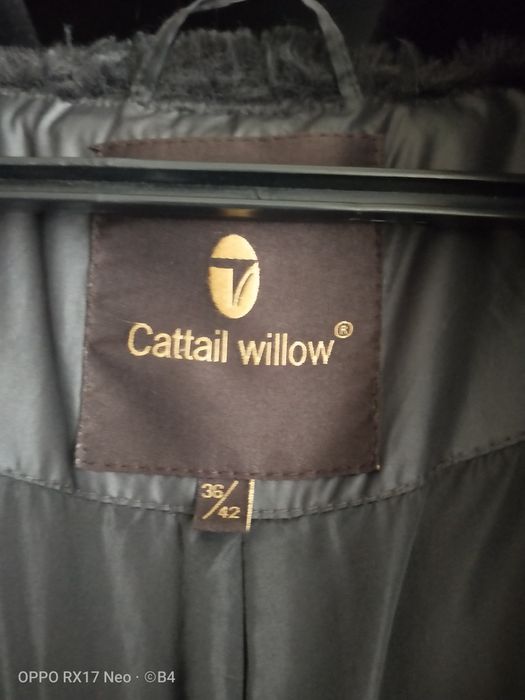 Cattail willow®
36/42
OPPO RX17 Neo · ©B4